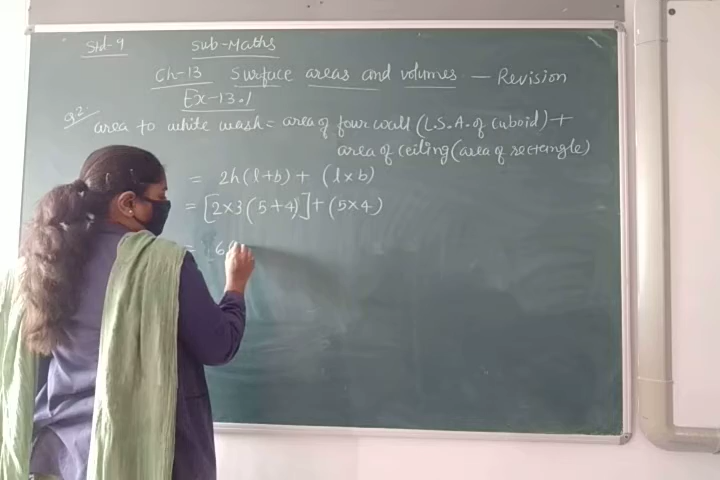 Std-9 Sub-Maths
Ch-13 Surface areas and volumes - Revision
Ex-13.1
Q2. area to white wash = area of four wall (L.S.A. of cuboid) +
area of ceiling (area of rectangle)
= 2h(l+b) + (l×b)
= [2×3(5+4)] + (5×4)
= 6(